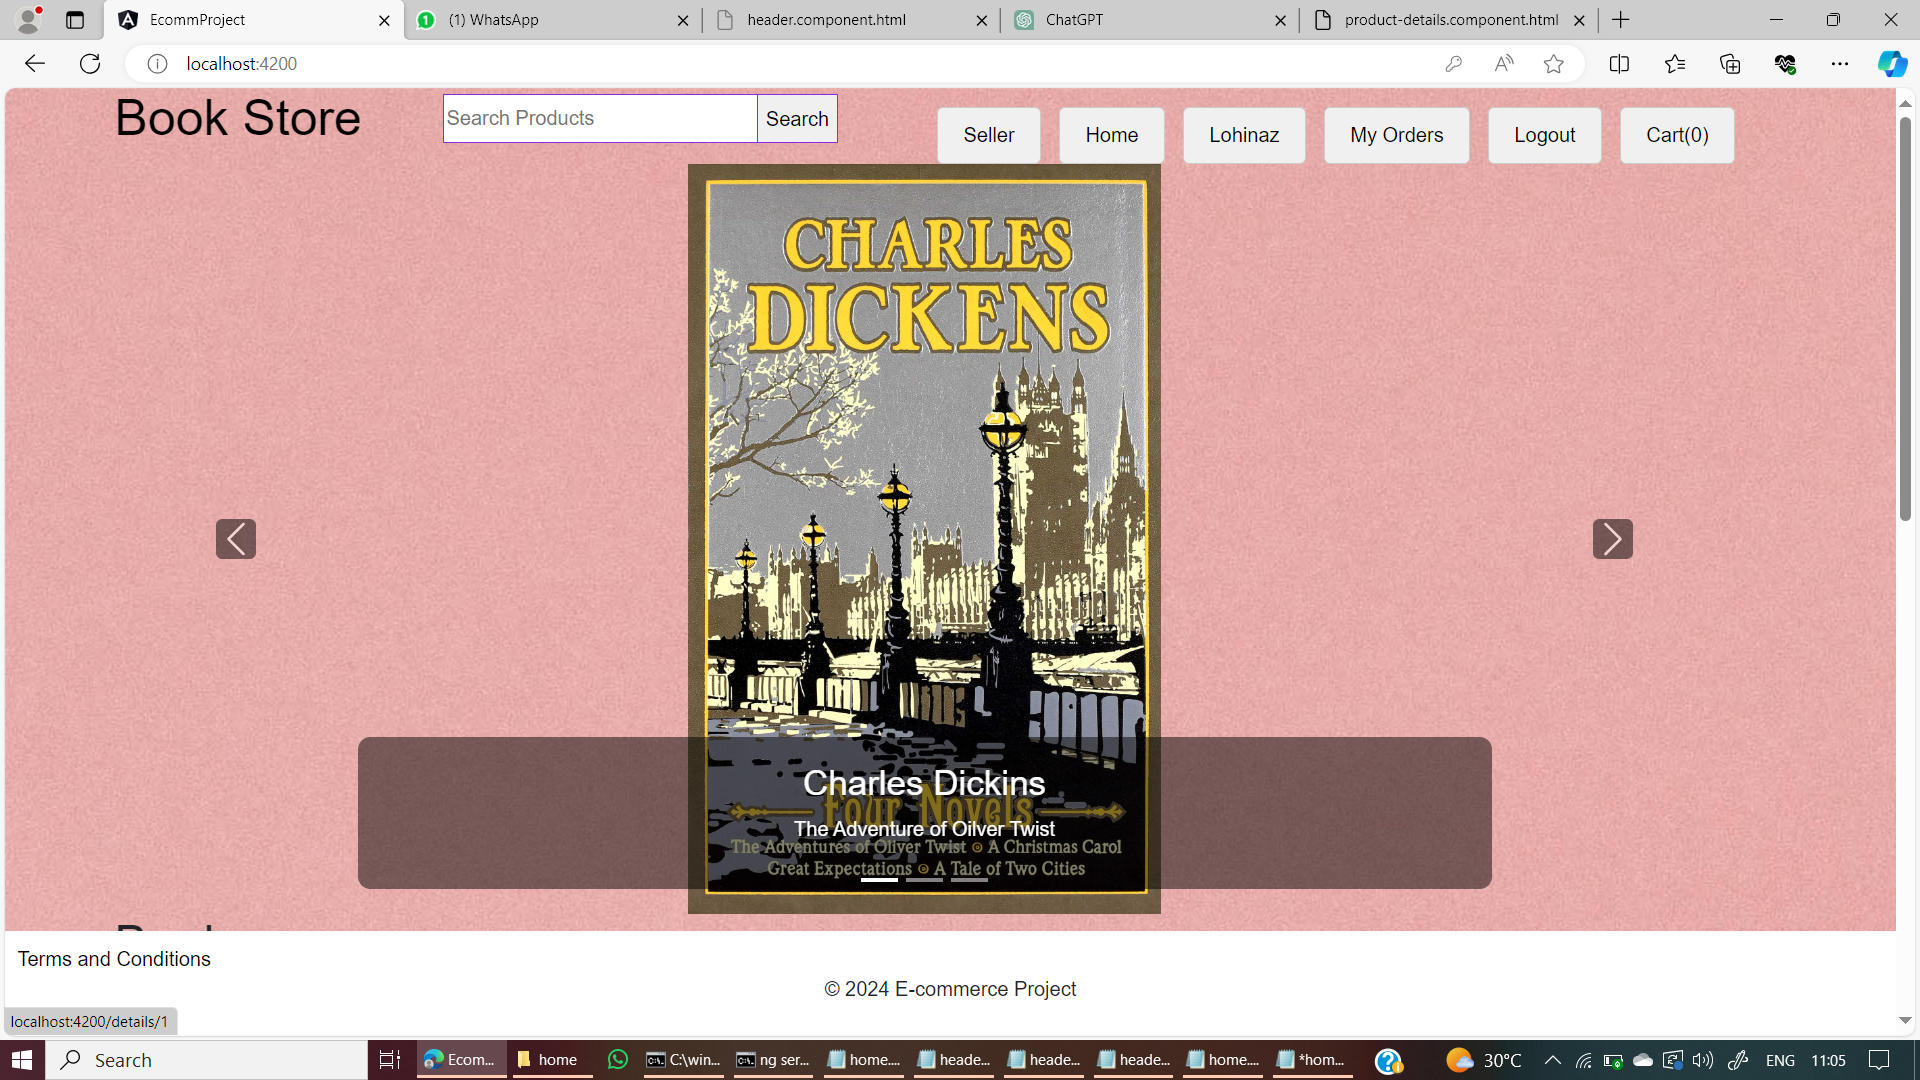 EcommProject
(1) WhatsApp
header.component.html
ChatGPT
product-details.component.html
localhost:4200
Book Store
Search Products
Search
Seller
Home
Lohinaz
My Orders
Logout
Cart(0)
CHARLES
DICKENS
Charles Dickins
Four Novels
The Adventure of Oilver Twist
The Adventures of Oliver Twist A Christmas Carol
Great Expectations A Tale of Two Cities
Terms and Conditions
© 2024 E-commerce Project
localhost:4200/details/1
Search
Ecom...
home
C:\win...
ng ser...
home....
heade...
heade...
heade...
home....
*hom...
30°C
ENG
11:05